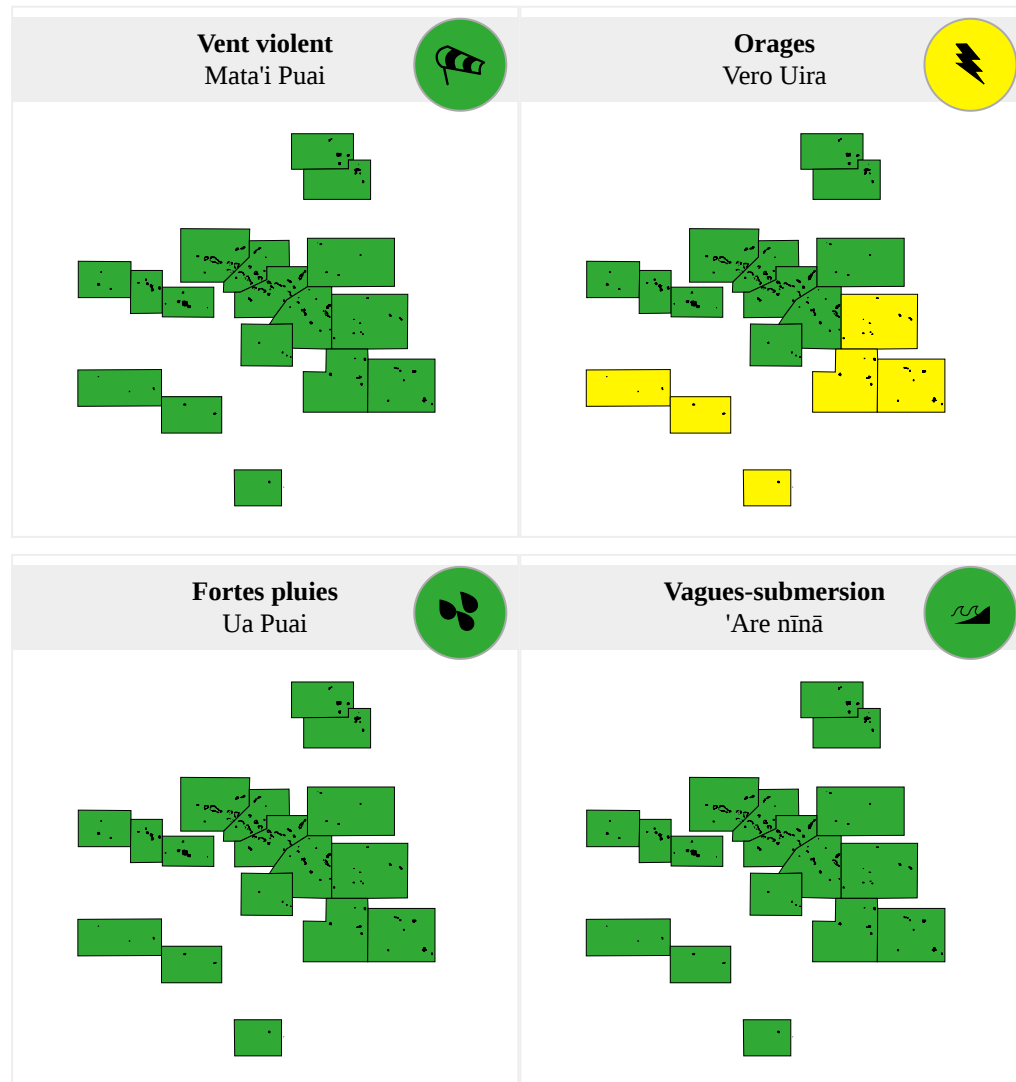 Vent violent
Mata'i Puai
Orages
Vero Uira
Fortes pluies
Ua Puai
Vagues-submersion
'Are nīnā